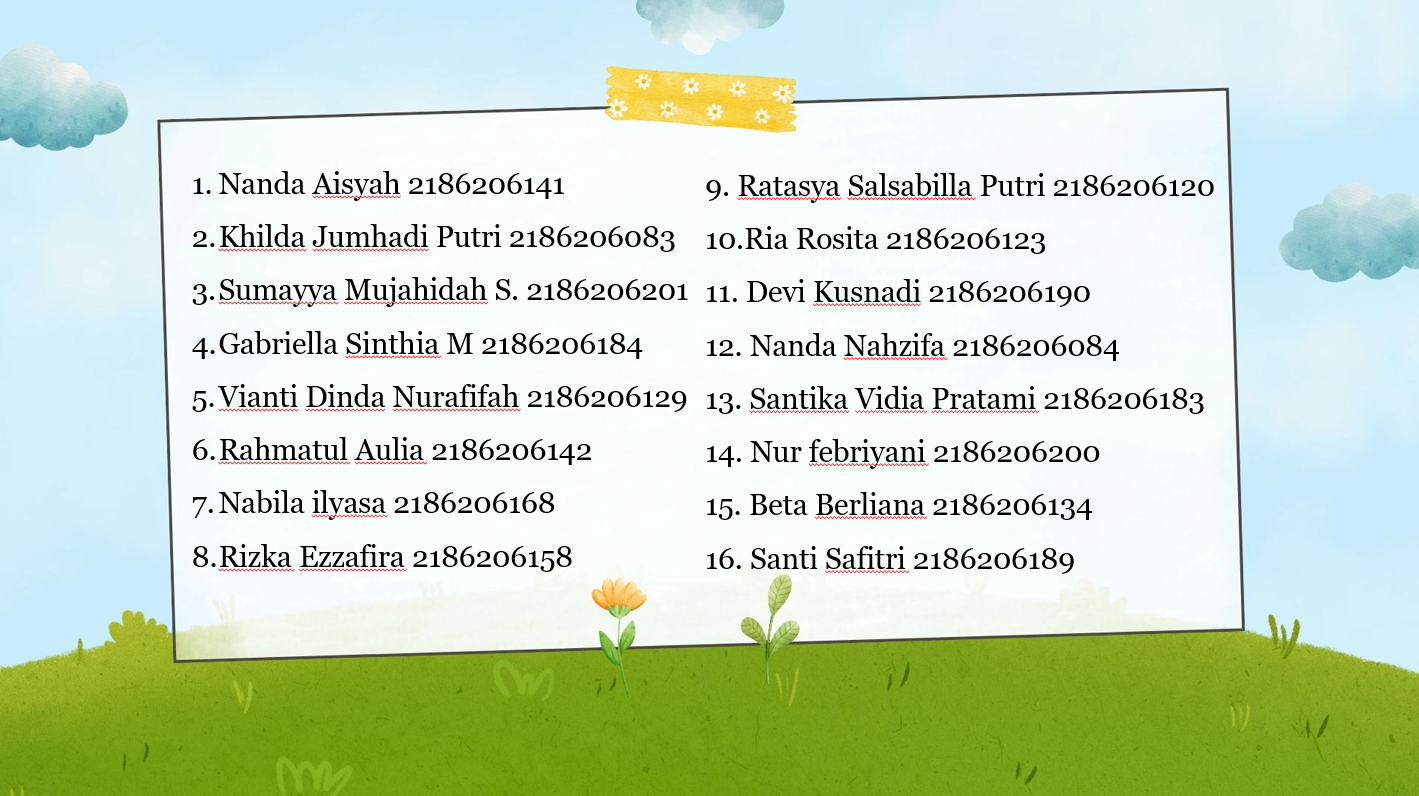 1. Nanda Aisyah 2186206141
2. Khilda Jumhadi Putri 2186206083
3. Sumayya Mujahidah S. 2186206201
4. Gabriella Sinthia M 2186206184
5. Vianti Dinda Nurafifah 2186206129
6. Rahmatul Aulia 2186206142
7. Nabila ilyasa 2186206168
8. Rizka Ezzafira 2186206158
9. Ratasya Salsabilla Putri 2186206120
10.Ria Rosita 2186206123
11. Devi Kusnadi 2186206190
12. Nanda Nahzifa 2186206084
13. Santika Vidia Pratami 2186206183
14. Nur febriyani 2186206200
15. Beta Berliana 2186206134
16. Santi Safitri 2186206189